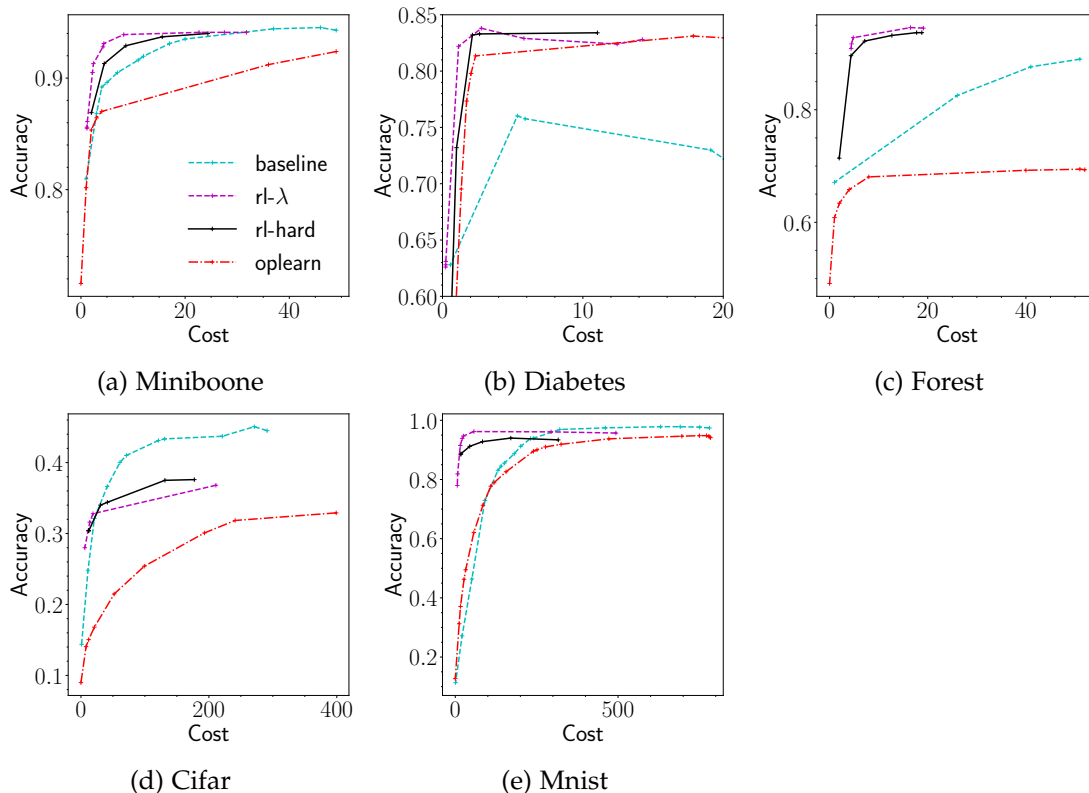 Accuracy
0.9
0.8
0
20
40
Cost
baseline
rl-λ
rl-hard
oplearn
(a) Miniboone
Accuracy
0.85
0.80
0.75
0.70
0.65
0.60
0
10
20
Cost
(b) Diabetes
Accuracy
0.8
0.6
0
20
40
Cost
(c) Forest
Accuracy
0.4
0.3
0.2
0.1
0
200
400
Cost
(d) Cifar
Accuracy
1.0
0.8
0.6
0.4
0.2
0
500
Cost
(e) Mnist